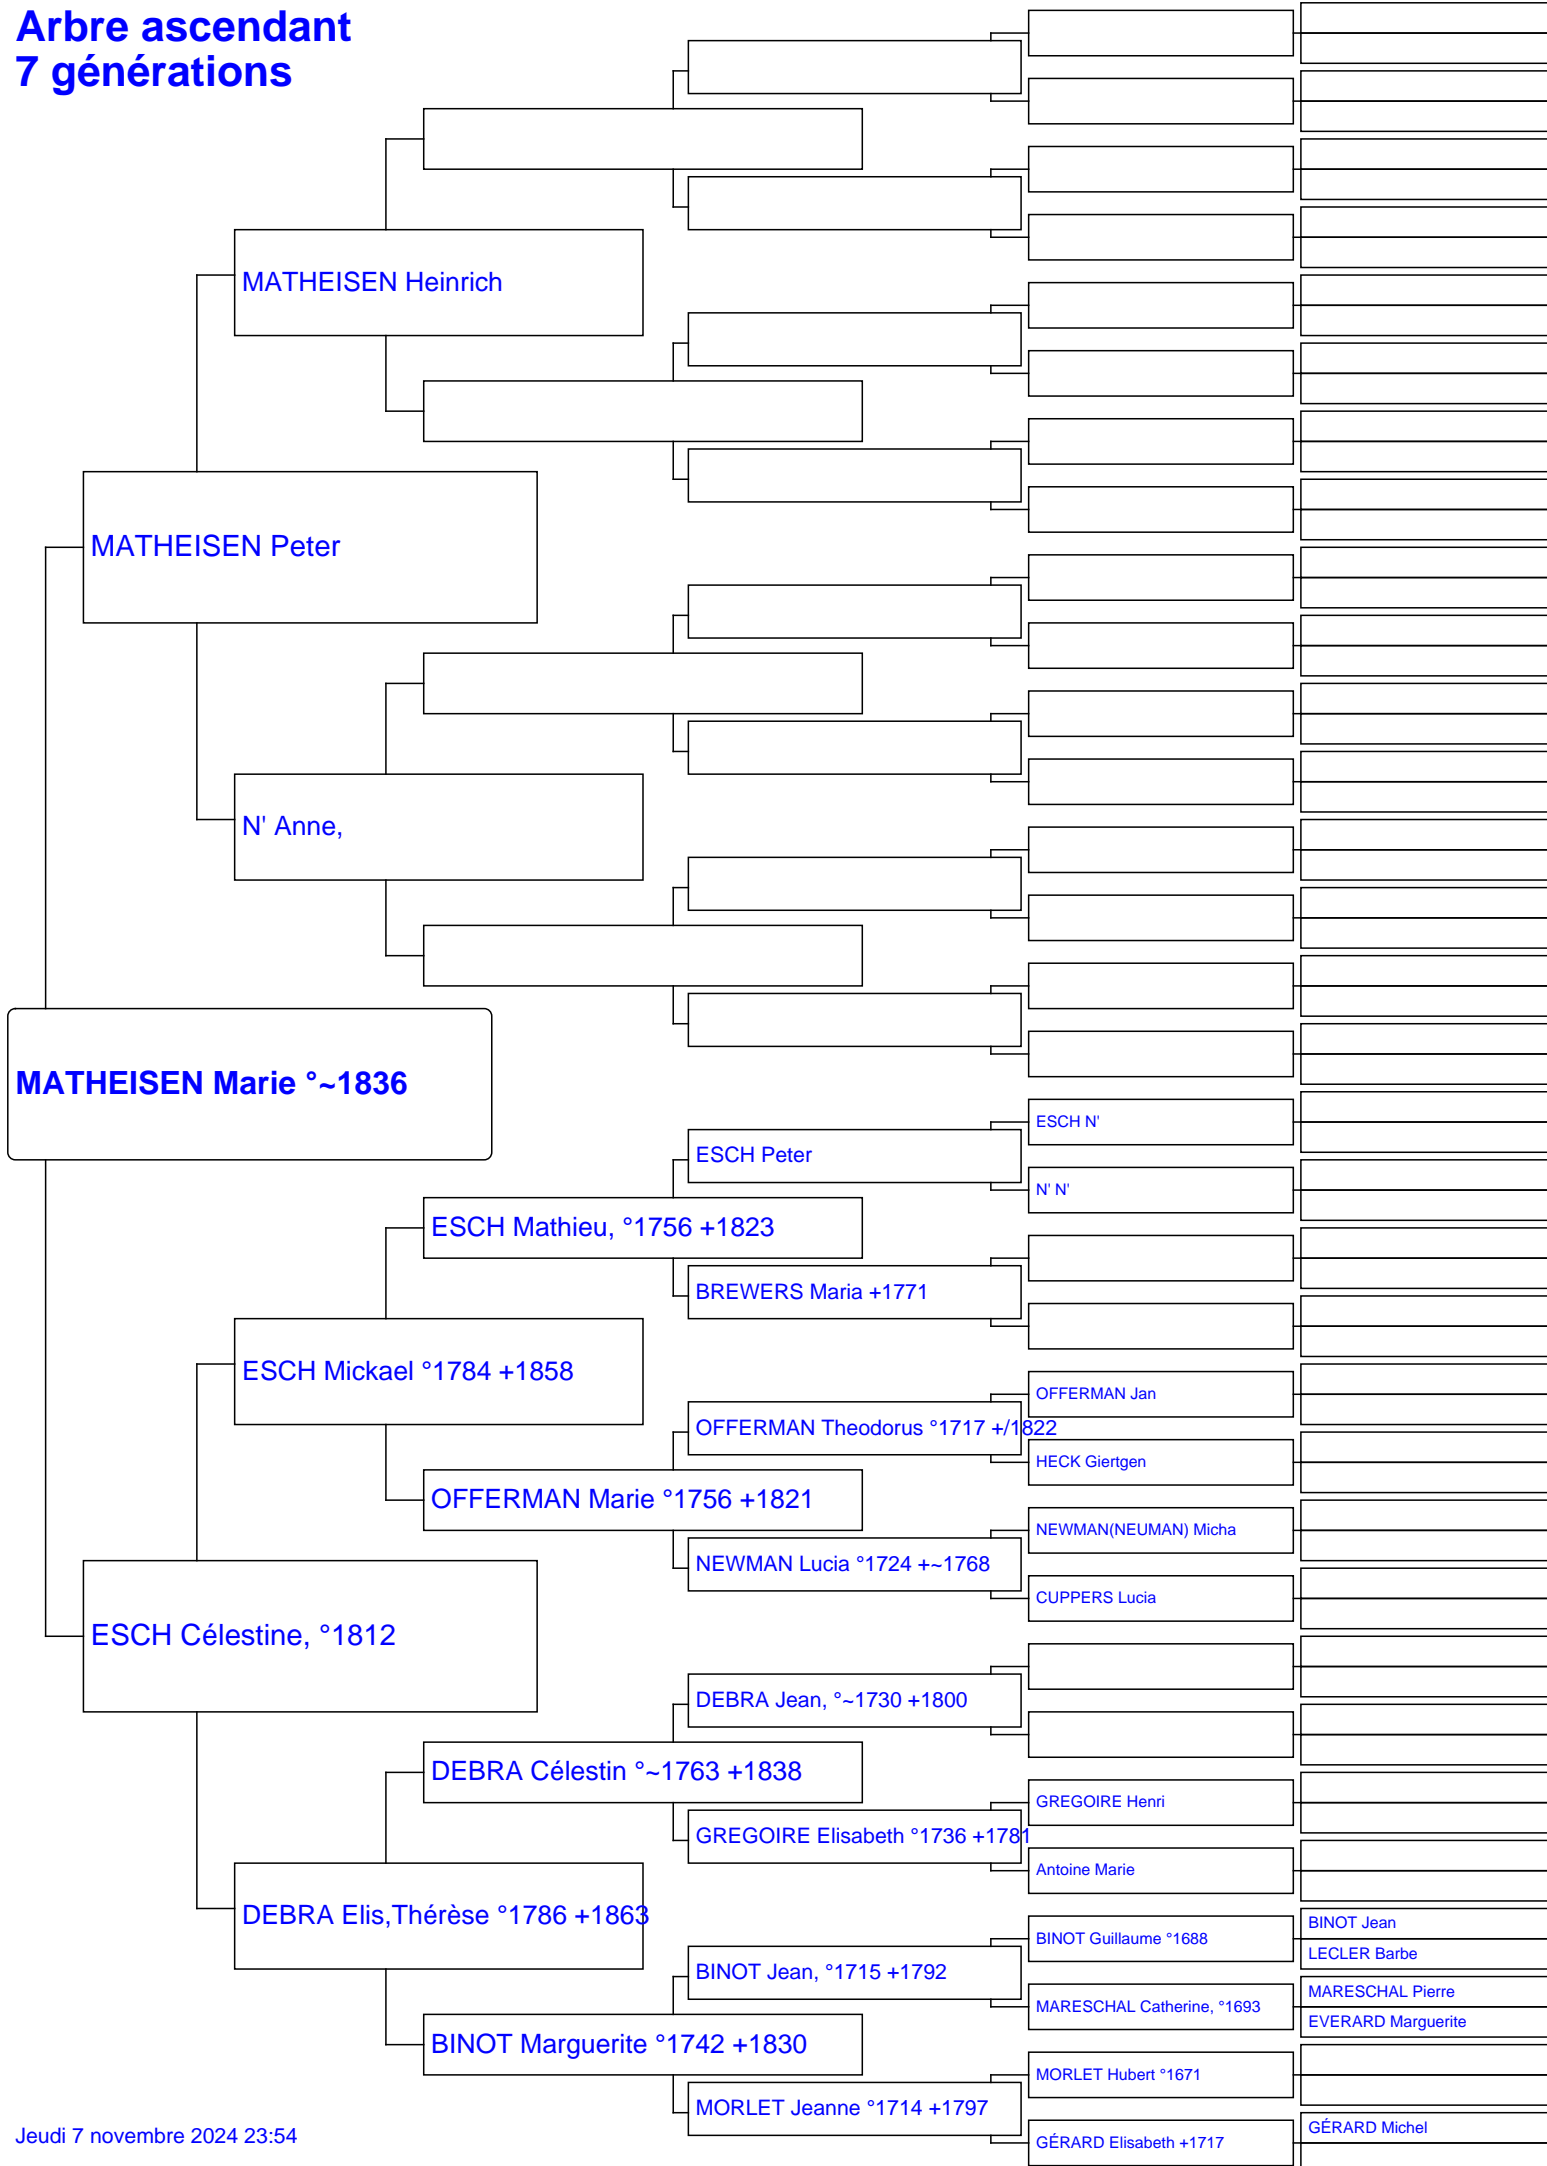 Arbre ascendant
7 générations
MATHEISEN Heinrich
MATHEISEN Peter
N' Anne,
MATHEISEN Marie °~1836
ESCH N'
ESCH Peter
N' N'
ESCH Mathieu, °1756 +1823
BREWERS Maria +1771
ESCH Mickael °1784 +1858
OFFERMAN Jan
OFFERMAN Theodorus °1717 +/1822
HECK Giertgen
OFFERMAN Marie °1756 +1821
NEWMAN(NEUMAN) Micha
NEWMAN Lucia °1724 +~1768
CUPPERS Lucia
ESCH Célestine, °1812
DEBRA Jean, °~1730 +1800
DEBRA Célestin °~1763 +1838
GREGOIRE Henri
GREGOIRE Elisabeth °1736 +1781
Antoine Marie
DEBRA Elis,Thérèse °1786 +1863
BINOT Jean
BINOT Guillaume °1688
LECLER Barbe
BINOT Jean, °1715 +1792
MARESCHAL Pierre
MARESCHAL Catherine, °1693
EVERARD Marguerite
BINOT Marguerite °1742 +1830
MORLET Hubert °1671
MORLET Jeanne °1714 +1797
GÉRARD Michel
GÉRARD Elisabeth +1717
Jeudi 7 novembre 2024 23:54